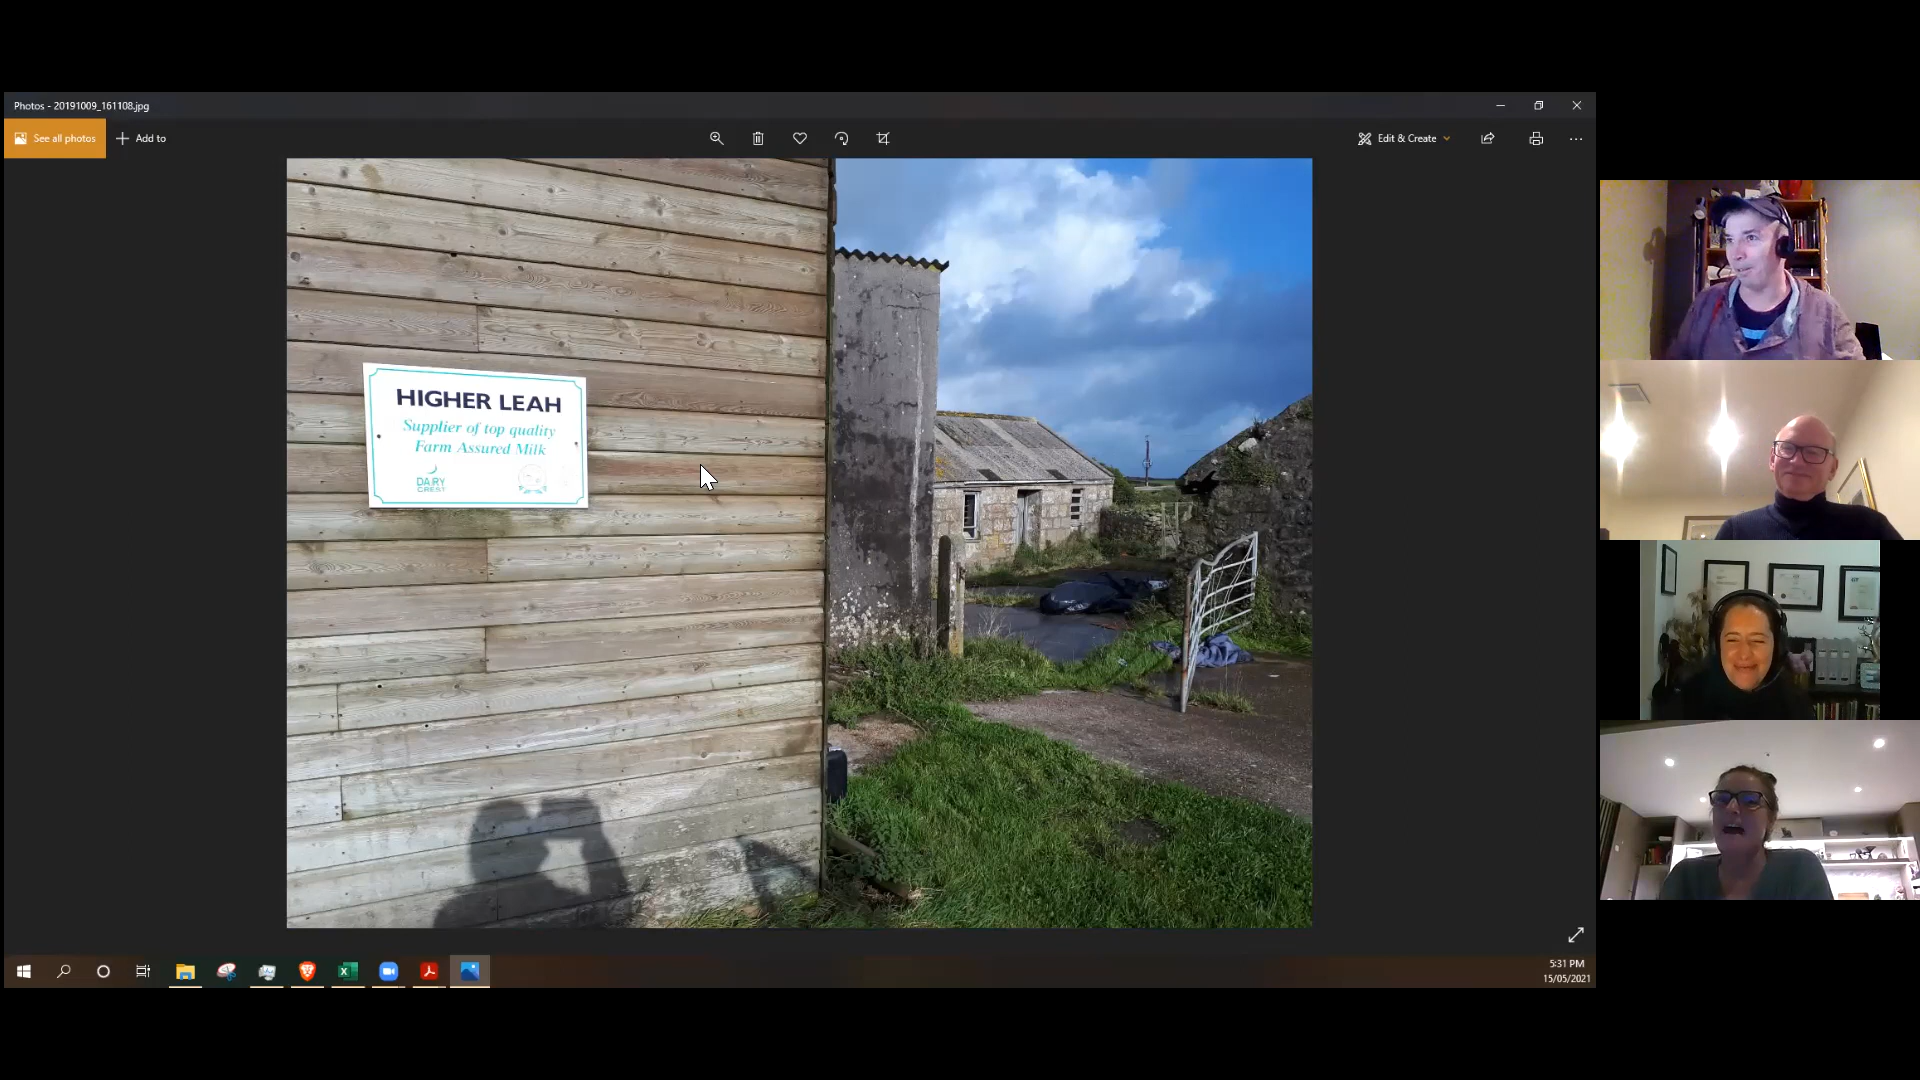 Photos - 20191009_161108.jpg
See all photos
Add to
Edit & Create
HIGHER LEAH
Supplier of top quality
Farm Assured Milk
DAIRY
CREST
5:31 PM
15/05/2021